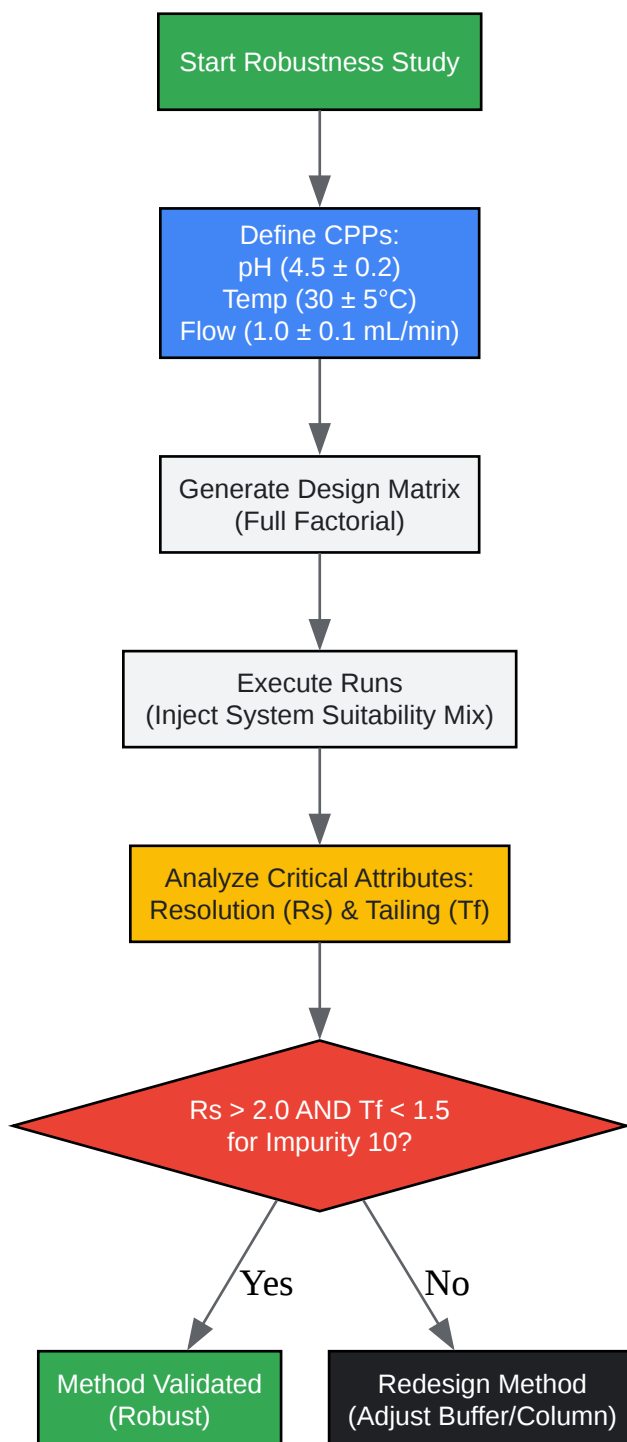 Start Robustness Study
Define CPPs:
pH (4.5 ± 0.2)
Temp (30 ± 5°C)
Flow (1.0 ± 0.1 mL/min)
Generate Design Matrix
(Full Factorial)
Execute Runs
(Inject System Suitability Mix)
Analyze Critical Attributes:
Resolution (Rs) & Tailing (Tf)
Rs > 2.0 AND Tf < 1.5
for Impurity 10?
Yes
No
Method Validated
(Robust)
Redesign Method
(Adjust Buffer/Column)